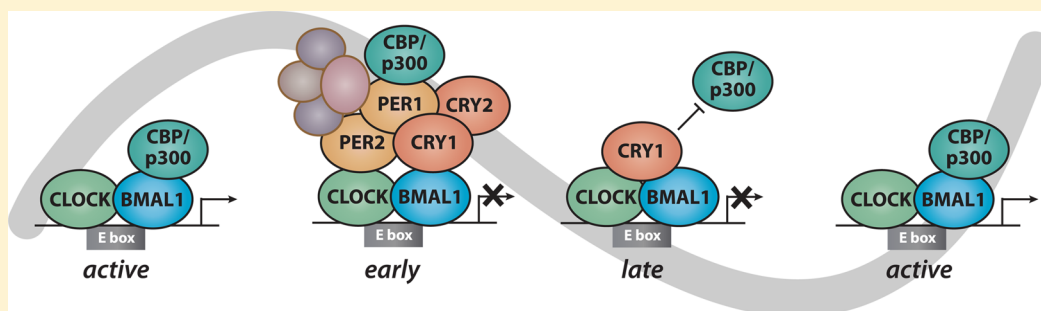 CLOCK
BMAL1
CBP/
p300
E box
active
CBP/
p300
PER1
CRY2
PER2
CRY1
CLOCK
BMAL1
E box
early
CBP/
p300
CRY1
CLOCK
BMAL1
E box
late
CBP/
p300
CLOCK
BMAL1
E box
active